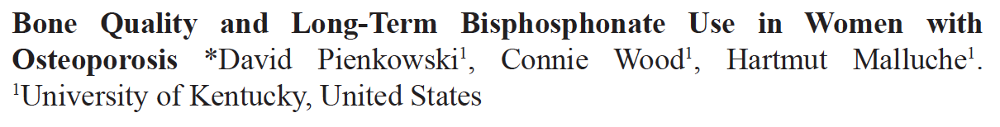 Bone Quality and Long-Term Bisphosphonate Use in Women with
Osteoporosis *David Pienkowski¹, Connie Wood¹, Hartmut Malluche¹.
¹University of Kentucky, United States